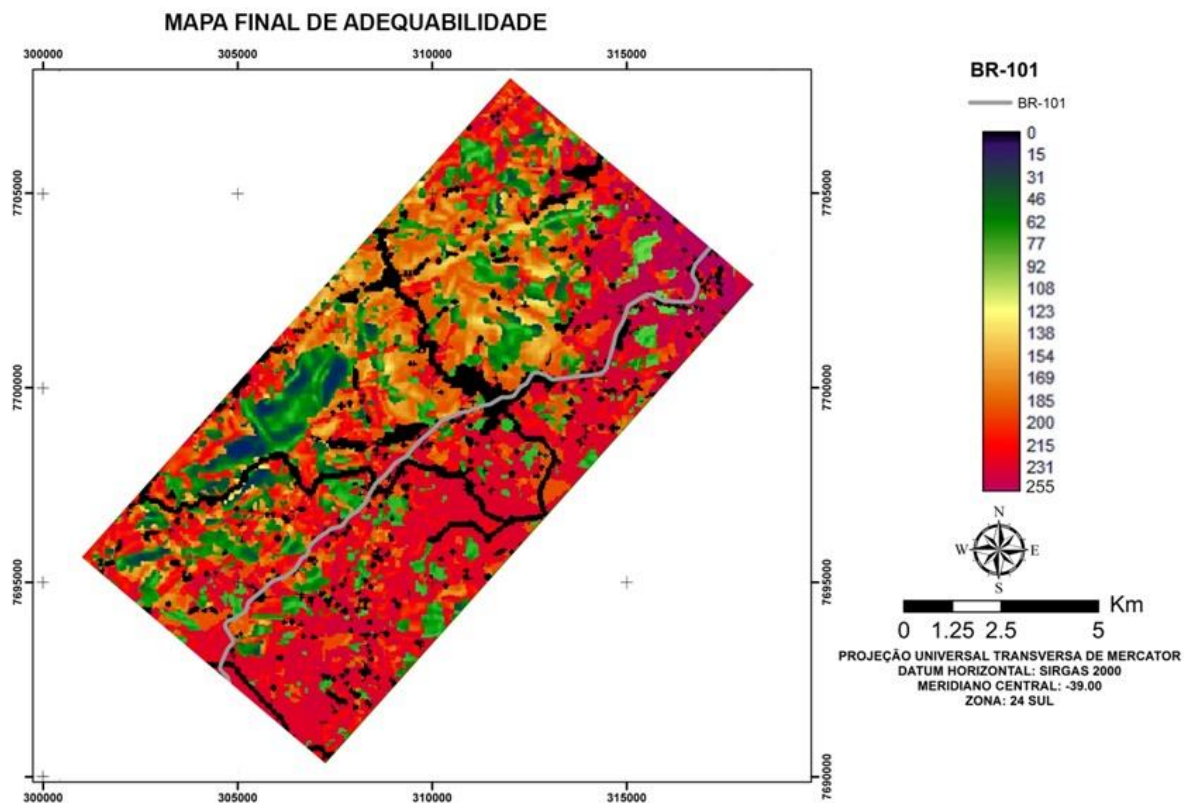 MAPA FINAL DE ADEQUABILIDADE
300000
305000
310000
315000
7705000
7700000
7695000
7705000
7700000
7695000
7690000
300000
305000
310000
315000
BR-101
BR-101
0
15
31
46
62
77
92
108
123
138
154
169
185
200
215
231
255
N
W
E
S
0 1.25 2.5 5 Km
PROJEÇÃO UNIVERSAL TRANSVERSA DE MERCATOR
DATUM HORIZONTAL: SIRGAS 2000
MERIDIANO CENTRAL: -39.00
ZONA: 24 SUL